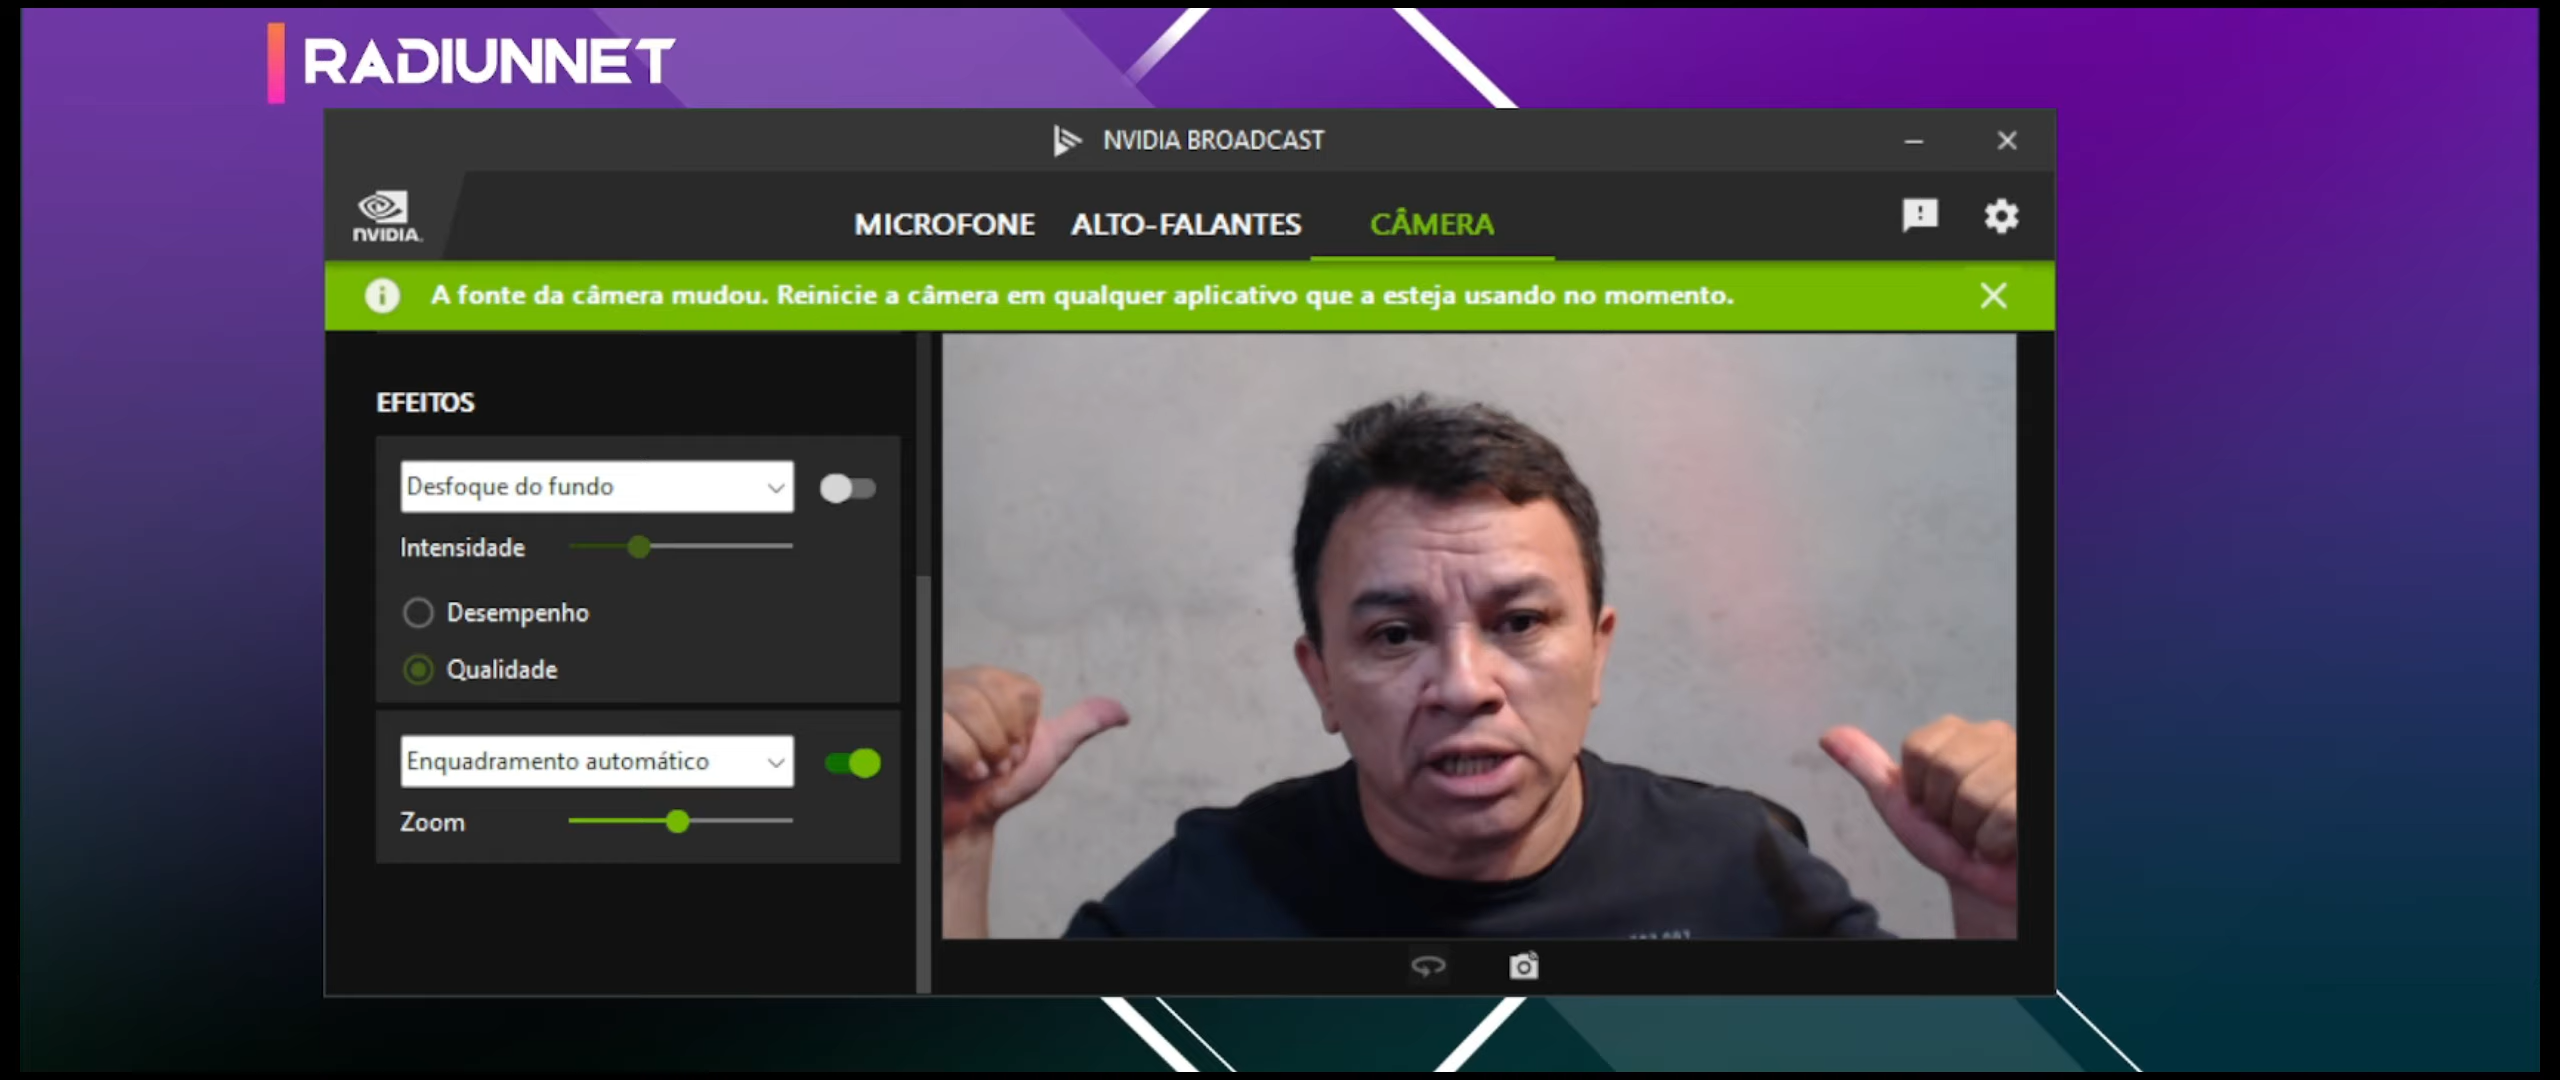 RADIUNNET
NVIDIA BROADCAST
NVIDIA.
MICROFONE ALTO-FALANTES CÂMERA
A fonte da câmera mudou. Reinicie a câmera em qualquer aplicativo que a esteja usando no momento.
EFEITOS
Desfoque do fundo
Intensidade
Desempenho
Qualidade
Enquadramento automático
Zoom